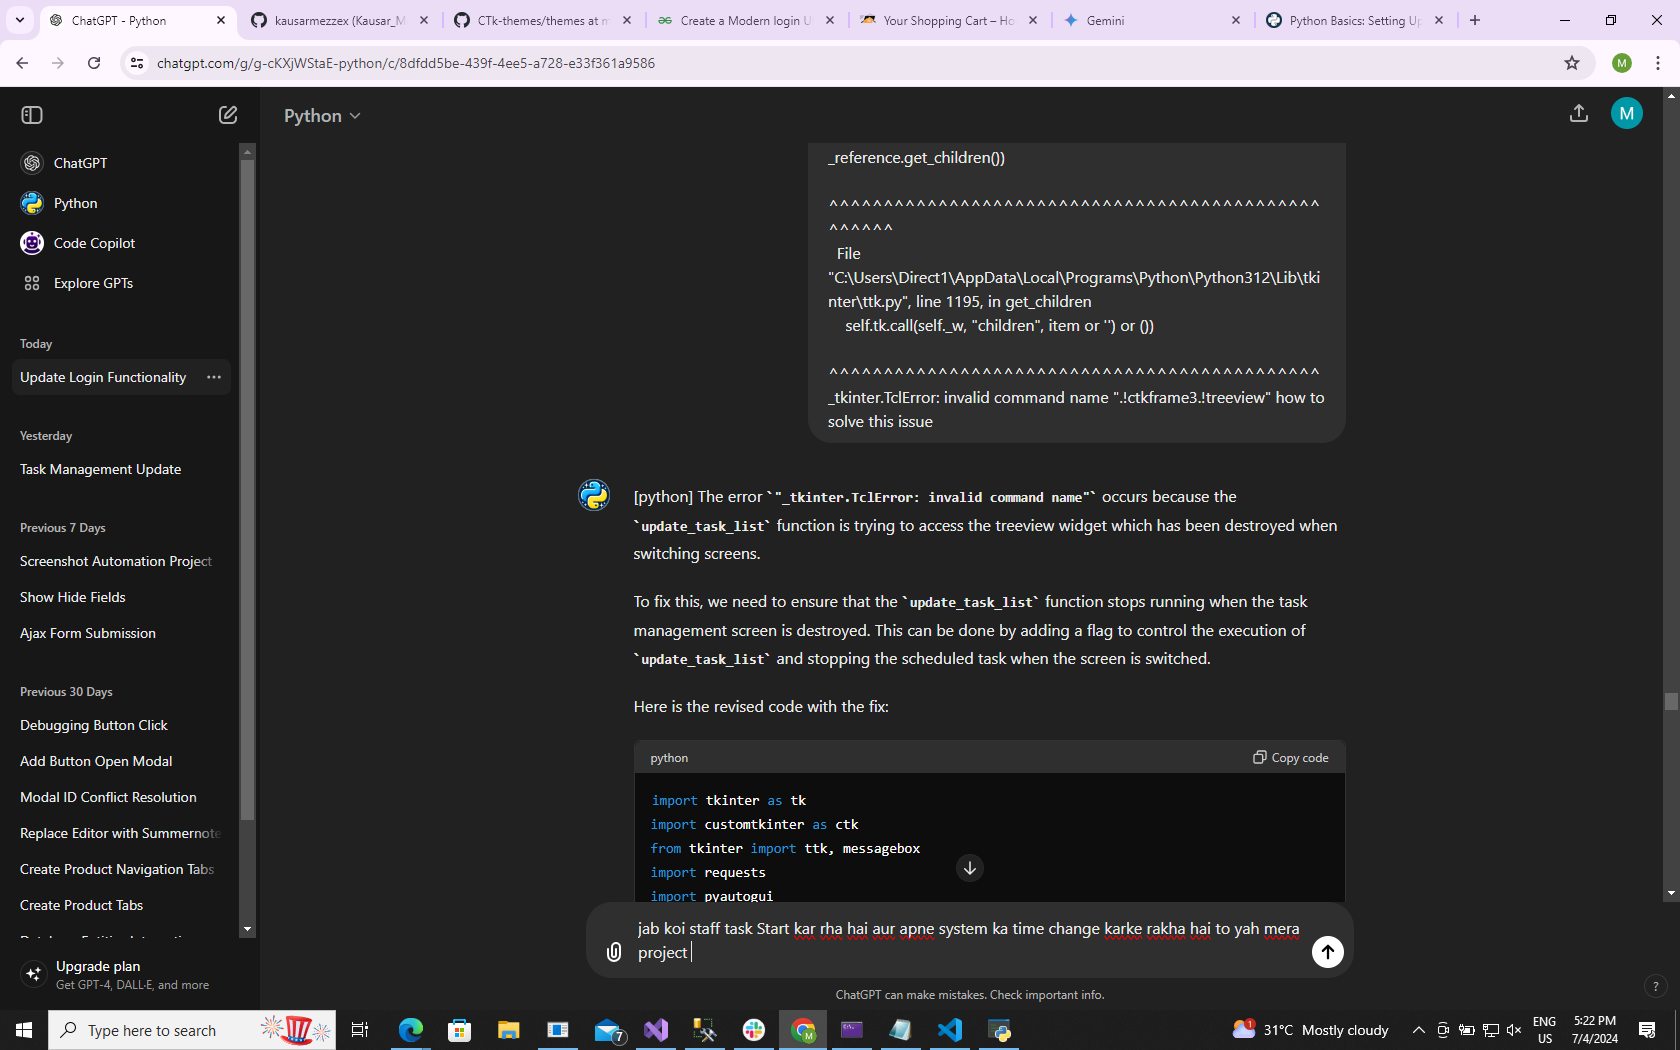 ChatGPT - Python
kausarmezzex (Kausar_M
CTk-themes/themes at m
Create a Modern login U
Your Shopping Cart – Ho
Gemini
Python Basics: Setting Up
chatgpt.com/g/g-cKXjWStaE-python/c/8dfdd5be-439f-4ee5-a728-e33f361a9586
M
Python
M
ChatGPT
Python
Code Copilot
Explore GPTs
Today
Update Login Functionality
Yesterday
Task Management Update
Previous 7 Days
Screenshot Automation Project
Show Hide Fields
Ajax Form Submission
Previous 30 Days
Debugging Button Click
Add Button Open Modal
Modal ID Conflict Resolution
Replace Editor with Summernote
Create Product Navigation Tabs
Create Product Tabs
Upgrade plan
Get GPT-4, DALL·E, and more
_reference.get_children())
^^^^^^^^^^^^^^^^^^^^^^^^^^^^^^^^^^^^^^^^^^^^^
^^^^^^
File
"C:\Users\Direct1\AppData\Local\Programs\Python\Python312\Lib\tki
nter\ttk.py", line 1195, in get_children
self.tk.call(self._w, "children", item or '') or ())
^^^^^^^^^^^^^^^^^^^^^^^^^^^^^^^^^^^^^^^^^^^^^
_tkinter.TclError: invalid command name ".!ctkframe3.!treeview" how to
solve this issue
[python] The error `"_tkinter.TclError: invalid command name"` occurs because the
`update_task_list` function is trying to access the treeview widget which has been destroyed when
switching screens.
To fix this, we need to ensure that the `update_task_list` function stops running when the task
management screen is destroyed. This can be done by adding a flag to control the execution of
`update_task_list` and stopping the scheduled task when the screen is switched.
Here is the revised code with the fix:
python
Copy code
import tkinter as tk
import customtkinter as ctk
from tkinter import ttk, messagebox
import requests
import pyautogui
jab koi staff task Start kar rha hai aur apne system ka time change karke rakha hai to yah mera
project
ChatGPT can make mistakes. Check important info.
?
Type here to search
7
1
31°C Mostly cloudy
ENG
US
5:22 PM
7/4/2024